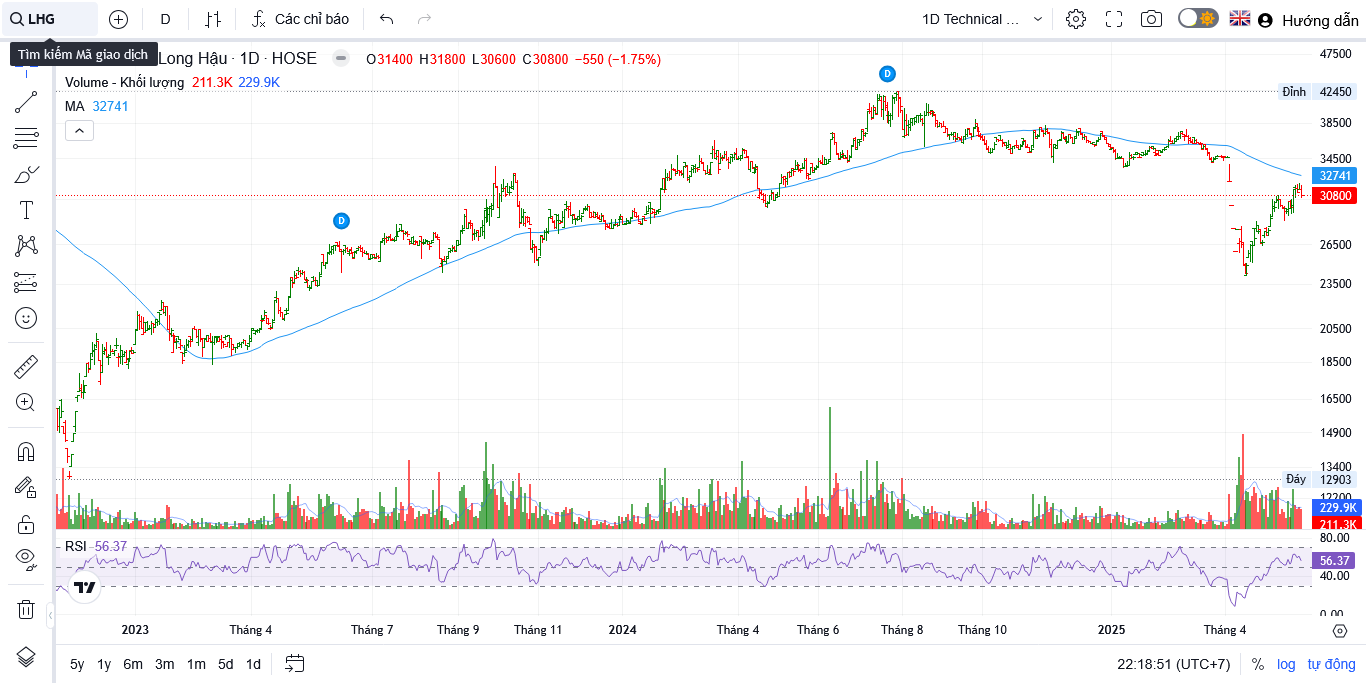 LHG
D
Các chỉ báo
1D Technical ...
Hướng dẫn
Tìm kiếm Mã giao dịch
Long Hậu · 1D · HOSE
O31400 H31800 L30600 C30800 −550 (−1.75%)
Volume - Khối lượng 211.3K 229.9K
MA 32741
D
D
47500
Đỉnh 42450
38500
34500
32741
30800
26500
23500
20500
18500
16500
14900
13400
Đáy 12903
12200
229.9K
211.3K
RSI 56.37
80.00
56.37
40.00
0.00
2023 Tháng 4 Tháng 7 Tháng 9 Tháng 11 2024 Tháng 4 Tháng 6 Tháng 8 Tháng 10 2025 Tháng 4
5y 1y 6m 3m 1m 5d 1d
22:18:51 (UTC+7) % log tự động